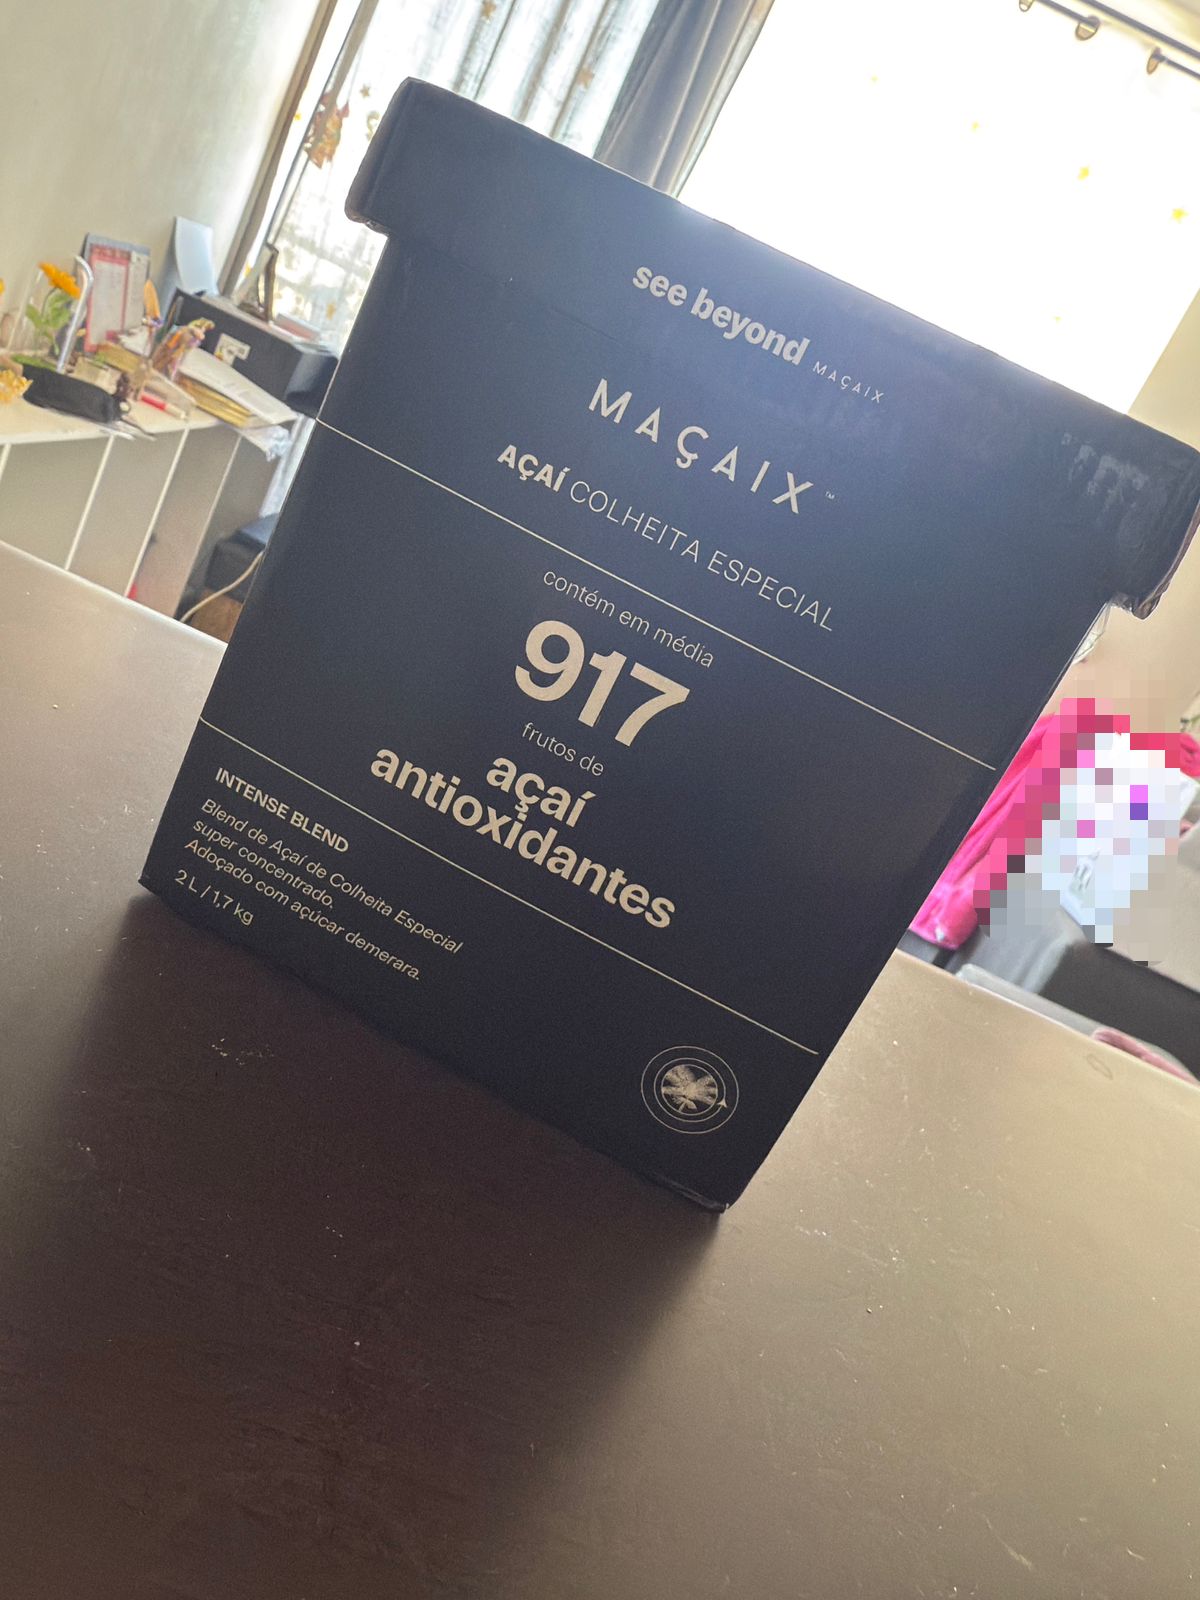 see beyond MAÇAIX
MAÇAIX™
AÇAÍ COLHEITA ESPECIAL
contém em média
917
frutos de
açaí
antioxidantes
INTENSE BLEND
Blend de Açaí de Colheita Especial
super concentrado.
Adoçado com açúcar demerara.
2 L / 1,7 kg